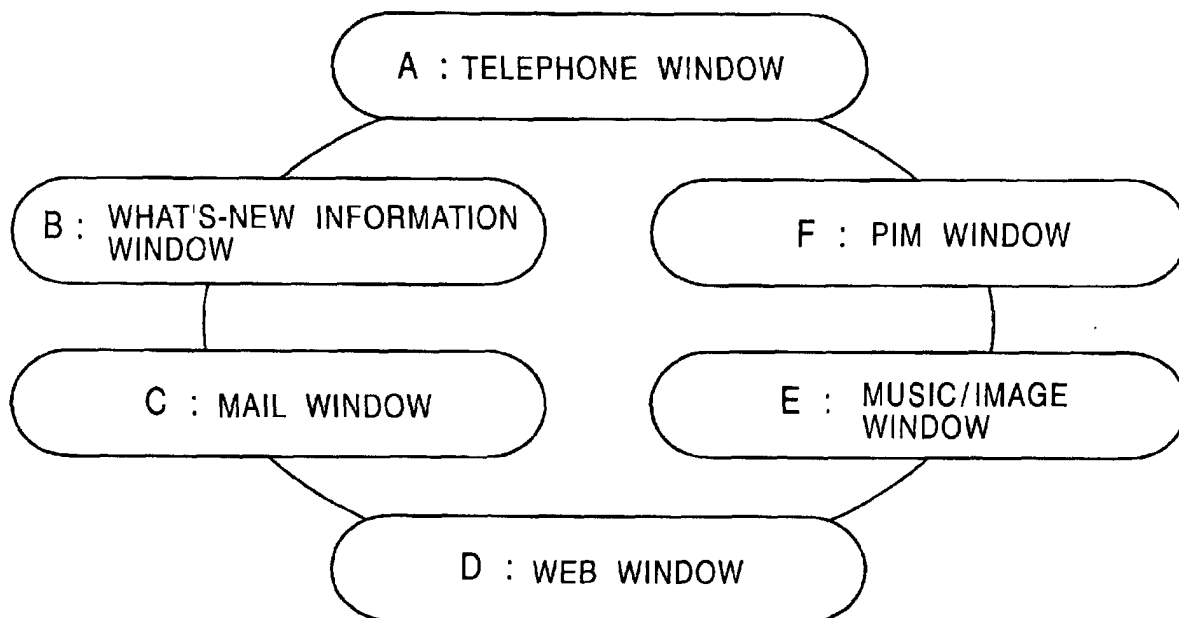 A : TELEPHONE WINDOW
B : WHAT'S-NEW INFORMATION
WINDOW
F : PIM WINDOW
C : MAIL WINDOW
E : MUSIC/IMAGE
WINDOW
D : WEB WINDOW